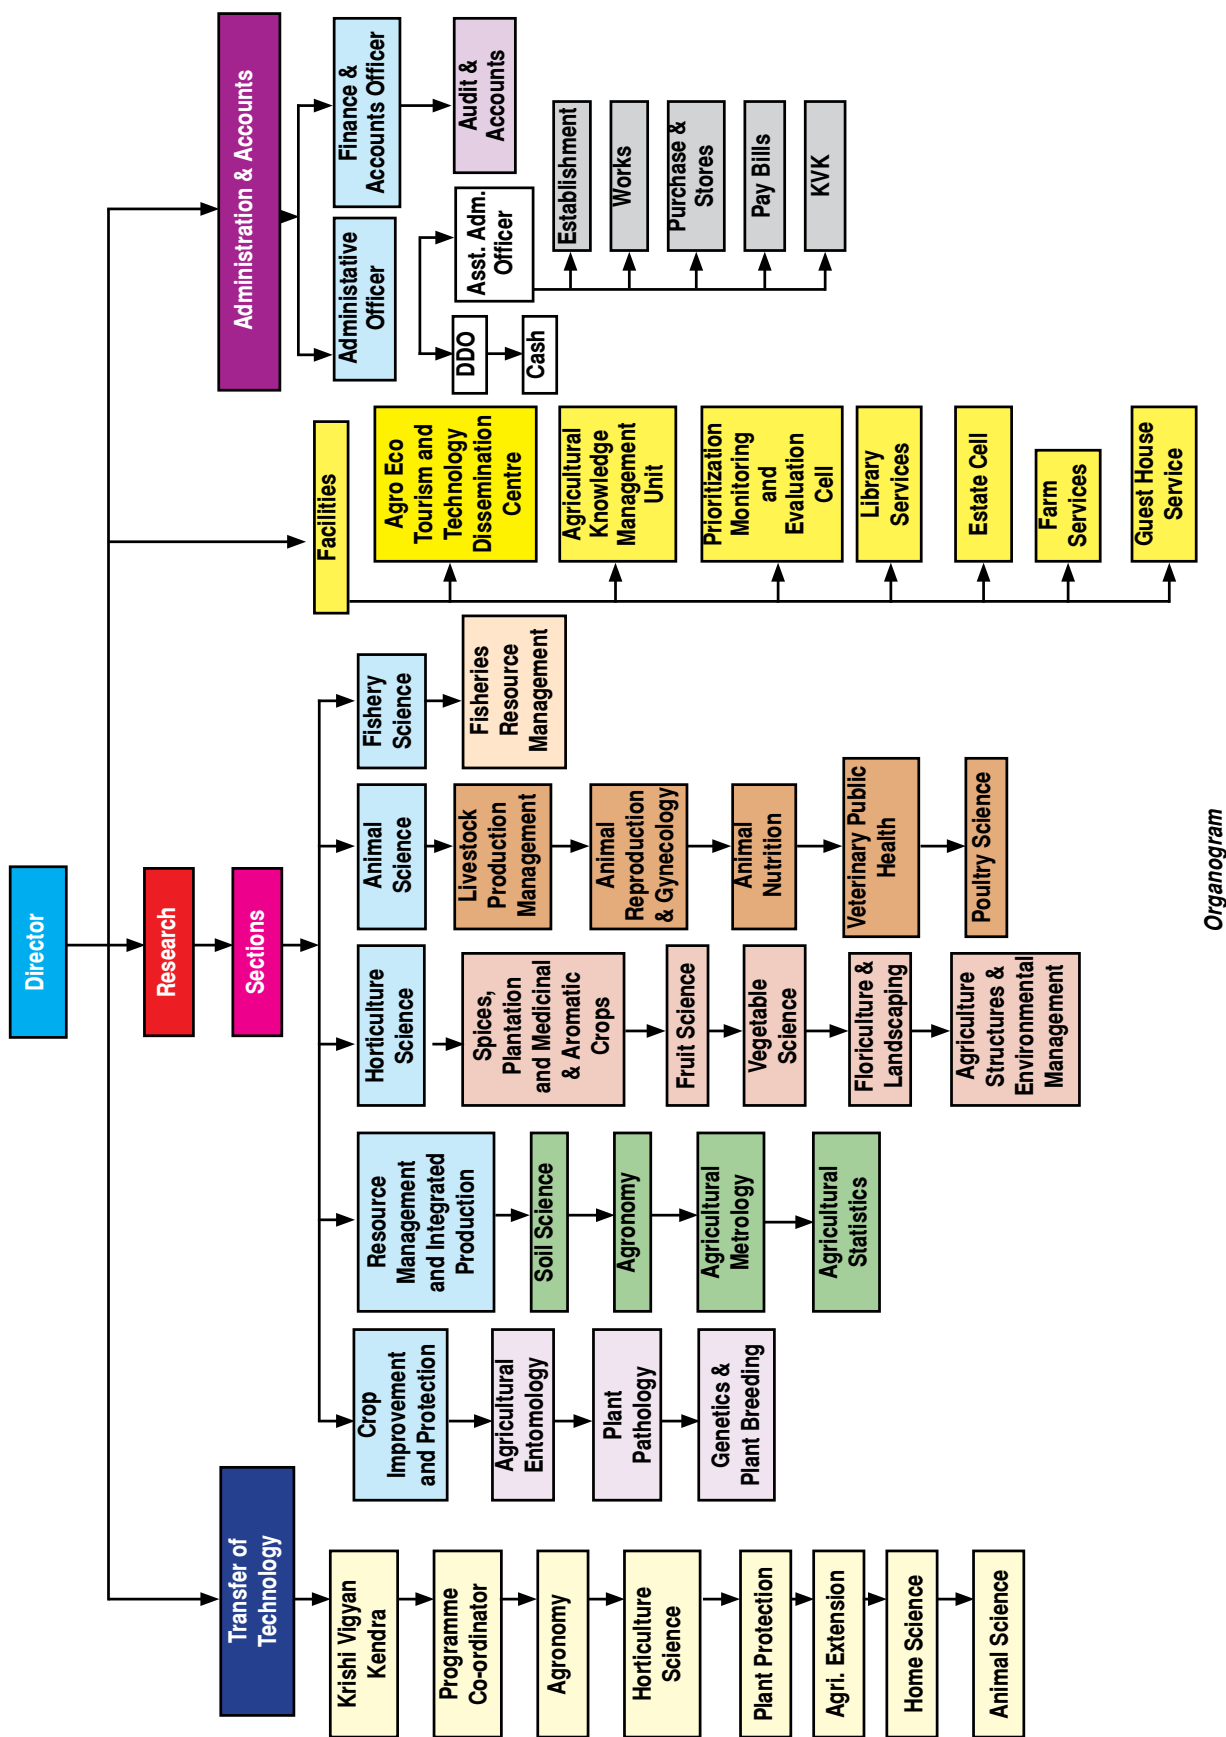 Director
Transfer of
Technology
Krishi Vigyan
Kendra
Programme
Co-ordinator
Agronomy
Horticulture
Science
Plant Protection
Agri. Extension
Home Science
Animal Science
Research
Sections
Crop
Improvement
and Protection
Agricultural
Entomology
Plant
Pathology
Genetics &
Plant Breeding
Resource
Management
and Integrated
Production
Soil Science
Agronomy
Agricultural
Metrology
Agricultural
Statistics
Horticulture
Science
Spices,
Plantation
and Medicinal
& Aromatic
Crops
Fruit Science
Vegetable
Science
Floriculture &
Landscaping
Agriculture
Structures &
Environmental
Management
Animal
Science
Livestock
Production
Management
Animal
Reproduction
& Gynecology
Animal
Nutrition
Veterinary Public
Health
Poultry Science
Fishery
Science
Fisheries
Resource
Management
Facilities
Agro Eco
Tourism and
Technology
Dissemination
Centre
Agricultural
Knowledge
Management
Unit
Prioritization
Monitoring
and
Evaluation
Cell
Library
Services
Estate Cell
Farm
Services
Guest House
Service
Administration & Accounts
Administative
Officer
DDO
Cash
Asst. Adm.
Officer
Establishment
Works
Purchase &
Stores
Pay Bills
KVK
Finance &
Accounts Officer
Audit &
Accounts
Organogram